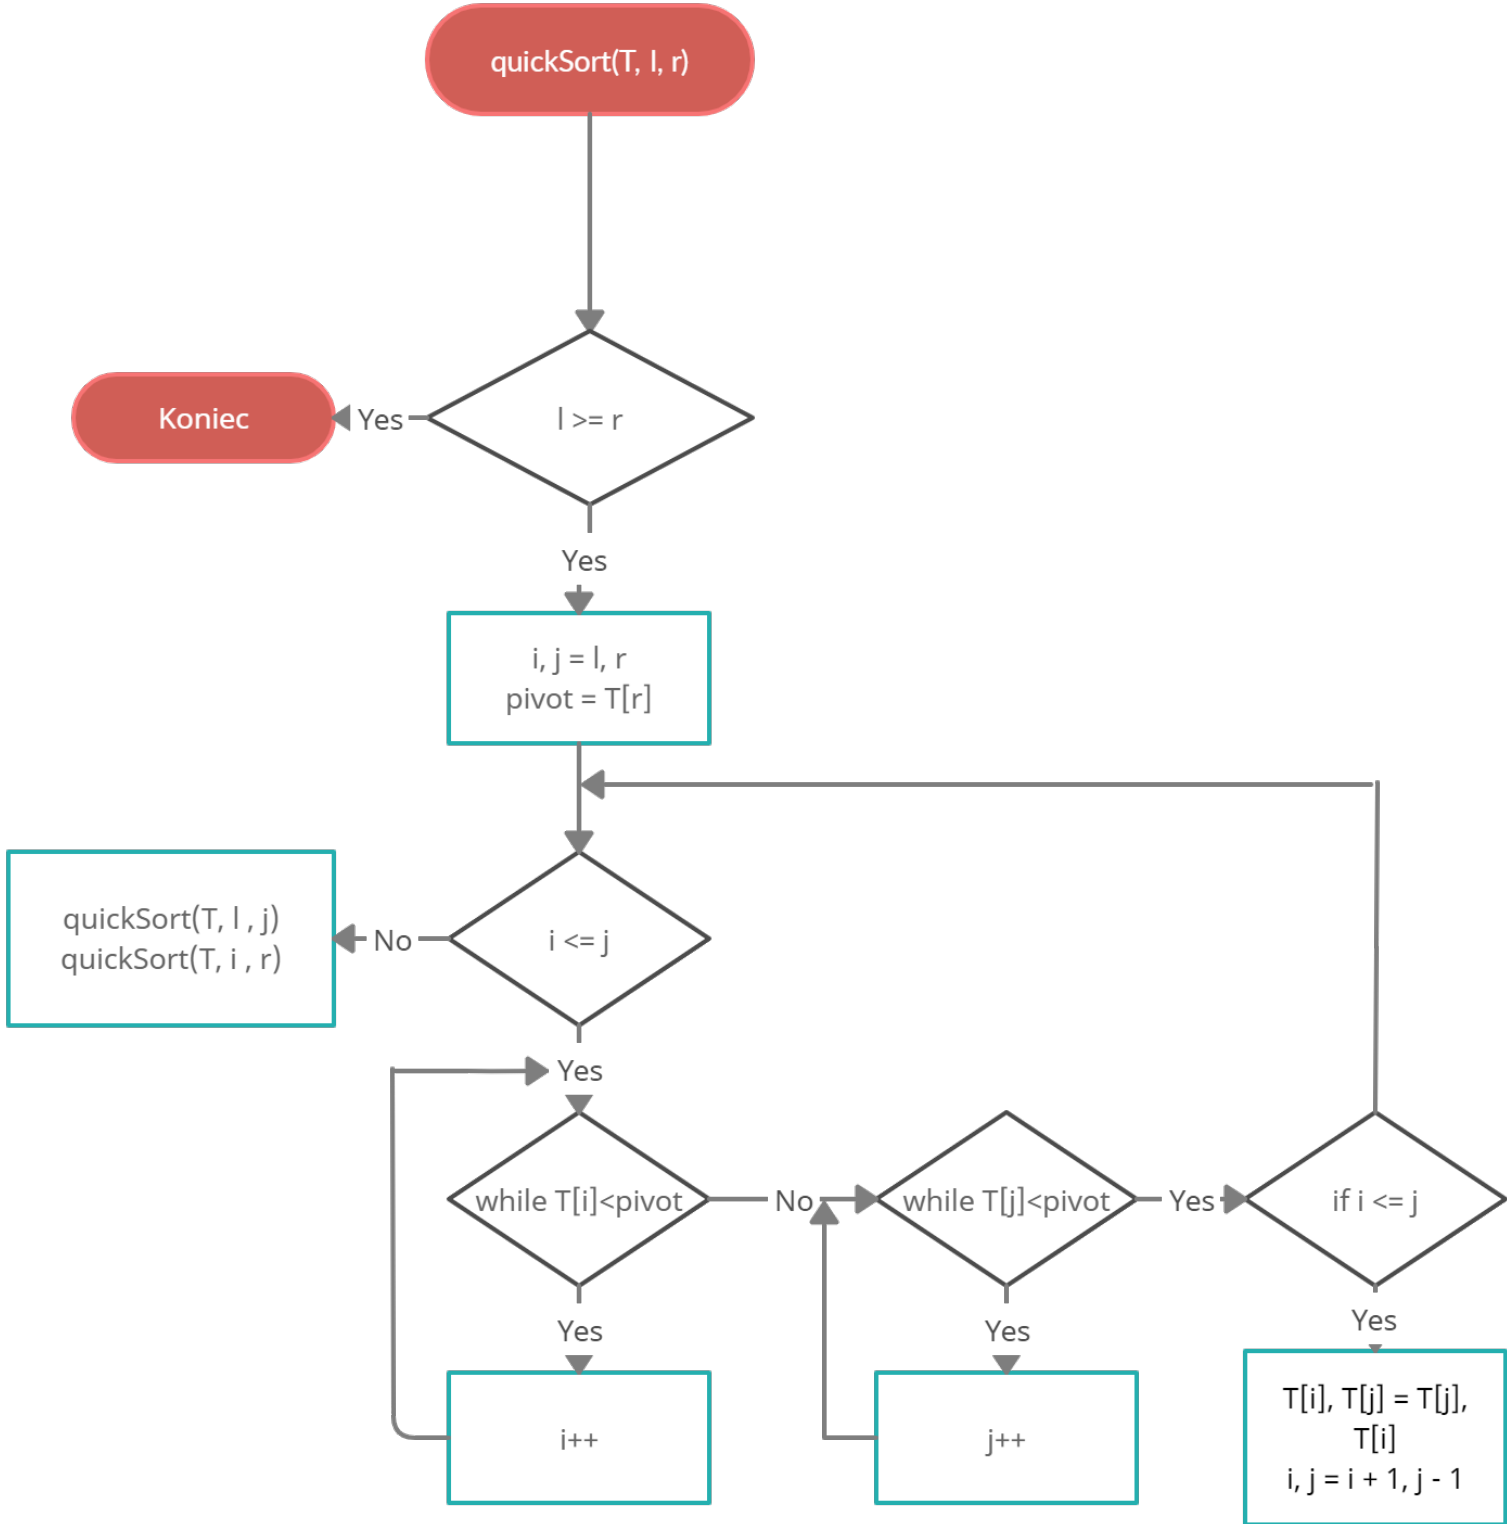 quickSort(T, l, r)
l >= r
Yes
Koniec
Yes
i, j = l, r
pivot = T[r]
i <= j
No
quickSort(T, l , j)
quickSort(T, i , r)
Yes
while T[i]<pivot
No
while T[j]<pivot
Yes
if i <= j
Yes
Yes
Yes
i++
j++
T[i], T[j] = T[j],
T[i]
i, j = i + 1, j - 1